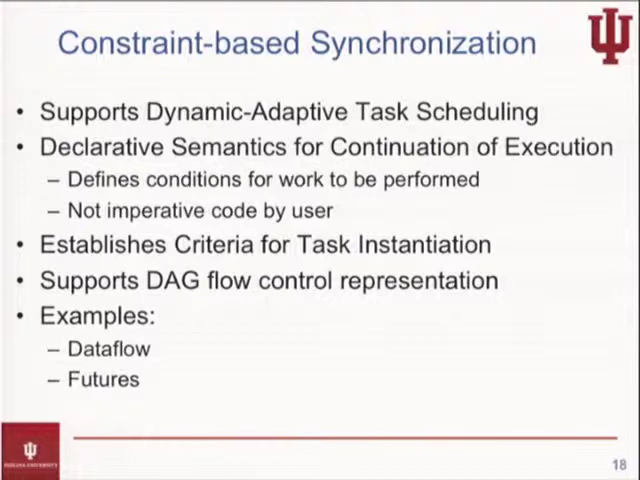 Constraint-based Synchronization
• Supports Dynamic-Adaptive Task Scheduling
• Declarative Semantics for Continuation of Execution
– Defines conditions for work to be performed
– Not imperative code by user
• Establishes Criteria for Task Instantiation
• Supports DAG flow control representation
• Examples:
– Dataflow
– Futures
INDIANA UNIVERSITY
18